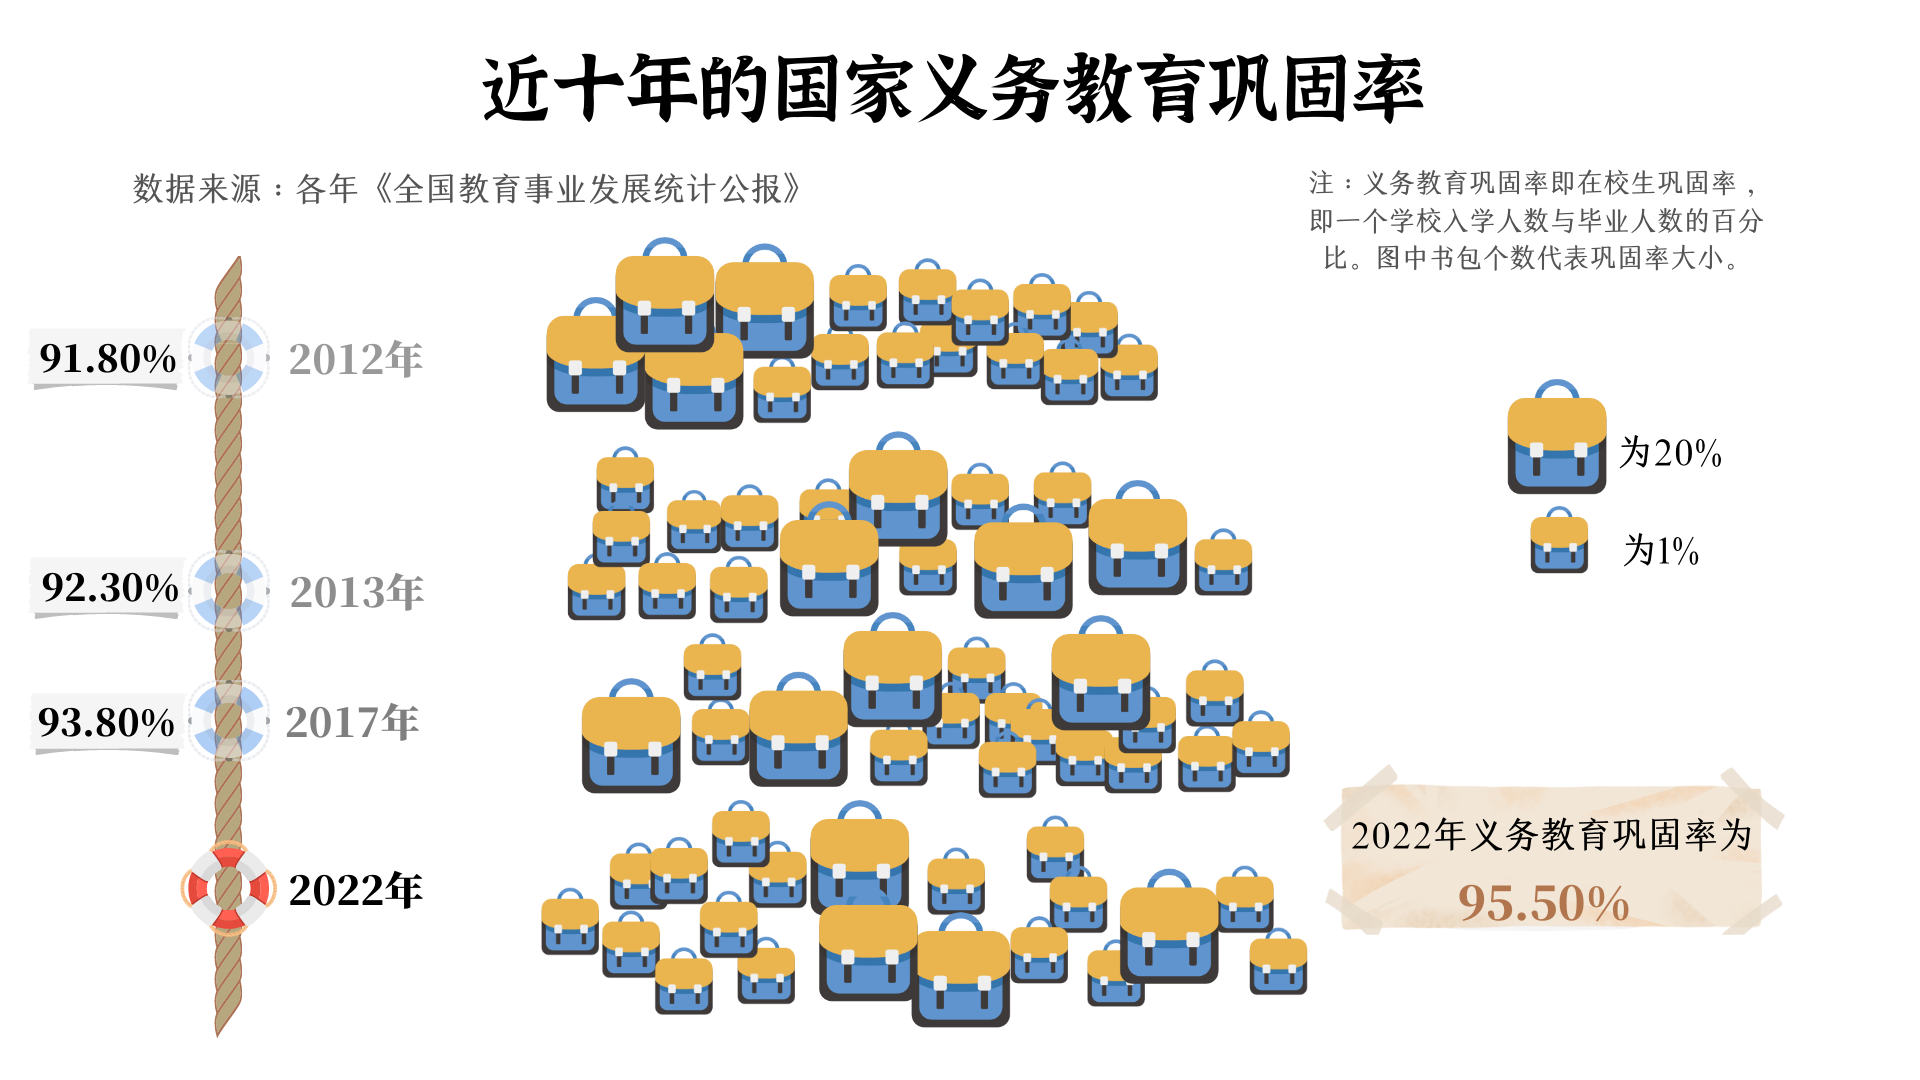 近十年的国家义务教育巩固率
数据来源：各年《全国教育事业发展统计公报》
注：义务教育巩固率即在校生巩固率，
即一个学校入学人数与毕业人数的百分
比。图中书包个数代表巩固率大小。
91.80%
2012年
为20%
为1%
92.30%
2013年
93.80%
2017年
2022年
2022年义务教育巩固率为
95.50%